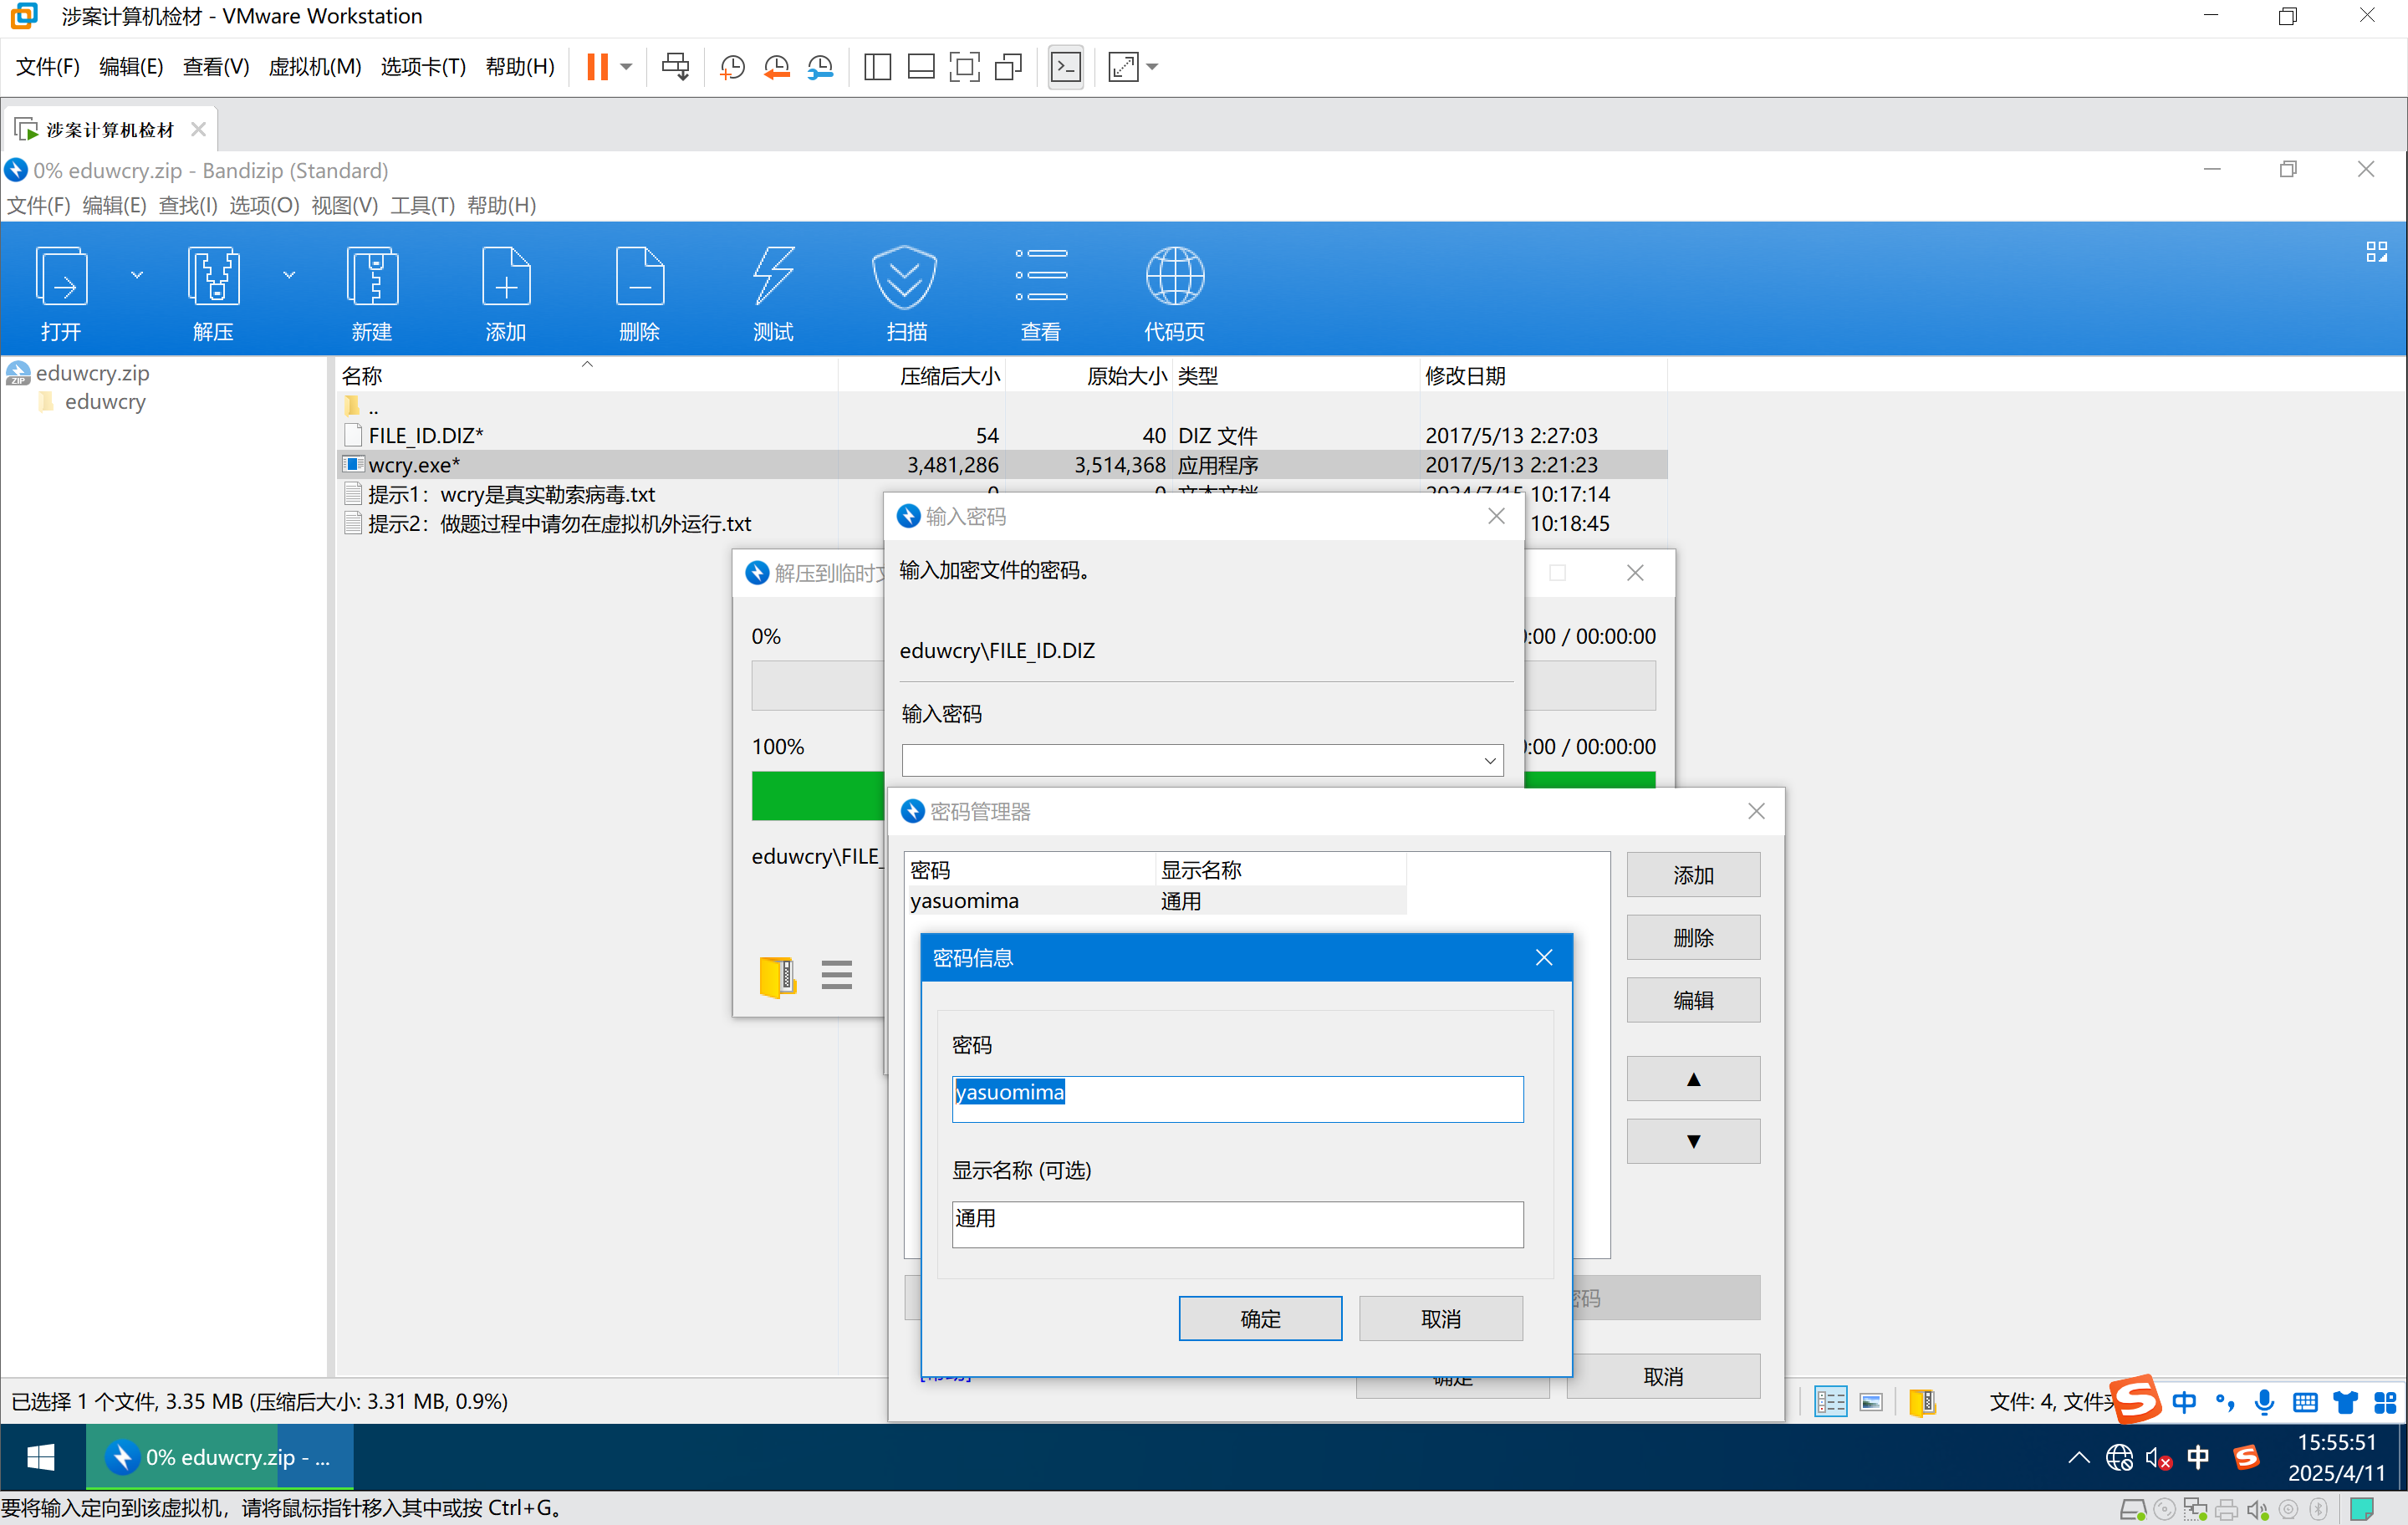 涉案计算机检材 - VMware Workstation
文件(F) 编辑(E) 查看(V) 虚拟机(M) 选项卡(T) 帮助(H)
涉案计算机检材
0% eduwcry.zip - Bandizip (Standard)
文件(F) 编辑(E) 查找(I) 选项(O) 视图(V) 工具(T) 帮助(H)
打开 解压 新建 添加 删除 测试 扫描 查看 代码页
eduwcry.zip
eduwcry
名称 压缩后大小 原始大小 类型 修改日期
..
FILE_ID.DIZ* 54 40 DIZ 文件 2017/5/13 2:27:03
wcry.exe* 3,481,286 3,514,368 应用程序 2017/5/13 2:21:23
提示1：wcry是真实勒索病毒.txt 0 0 文本文档 2024/7/15 10:17:14
提示2：做题过程中请勿在虚拟机外运行.txt 10:18:45
输入密码
输入加密文件的密码。
eduwcry\FILE_ID.DIZ
输入密码
解压到临时文
0% :00 / 00:00:00
100% :00 / 00:00:00
eduwcry\FILE_
密码管理器
密码 显示名称
yasuomima 通用
添加
删除
编辑
▲
▼
密码信息
密码
yasuomima
显示名称 (可选)
通用
确定 取消
密码
确定 取消
已选择 1 个文件, 3.35 MB (压缩后大小: 3.31 MB, 0.9%)
文件: 4, 文件夹
中
0% eduwcry.zip - ...
中
15:55:51
2025/4/11
要将输入定向到该虚拟机，请将鼠标指针移入其中或按 Ctrl+G。